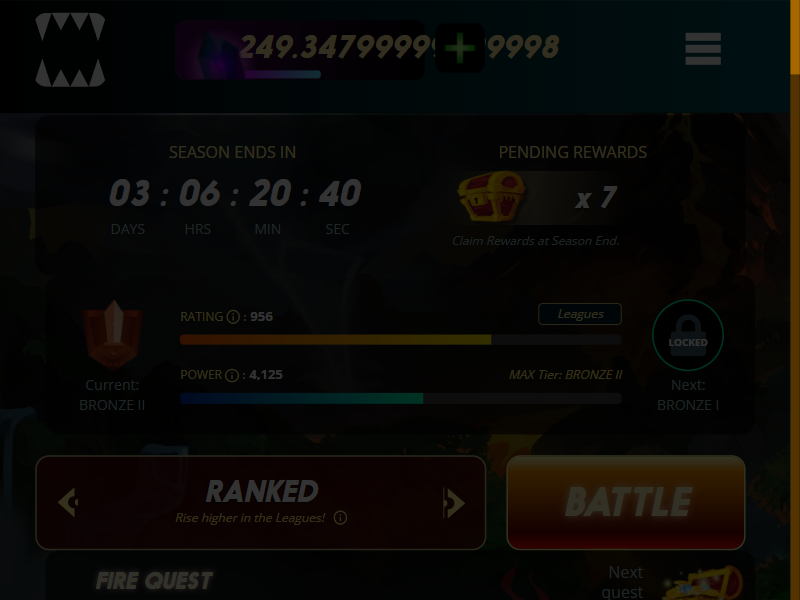 249.347999999 9998
SEASON ENDS IN
03 : 06 : 20 : 40
DAYS HRS MIN SEC
PENDING REWARDS
x 7
Claim Rewards at Season End.
RATING i : 956
Leagues
LOCKED
POWER i : 4,125
MAX Tier: BRONZE II
Current:
BRONZE II
Next:
BRONZE I
RANKED
Rise higher in the Leagues! i
BATTLE
FIRE QUEST
Next
quest